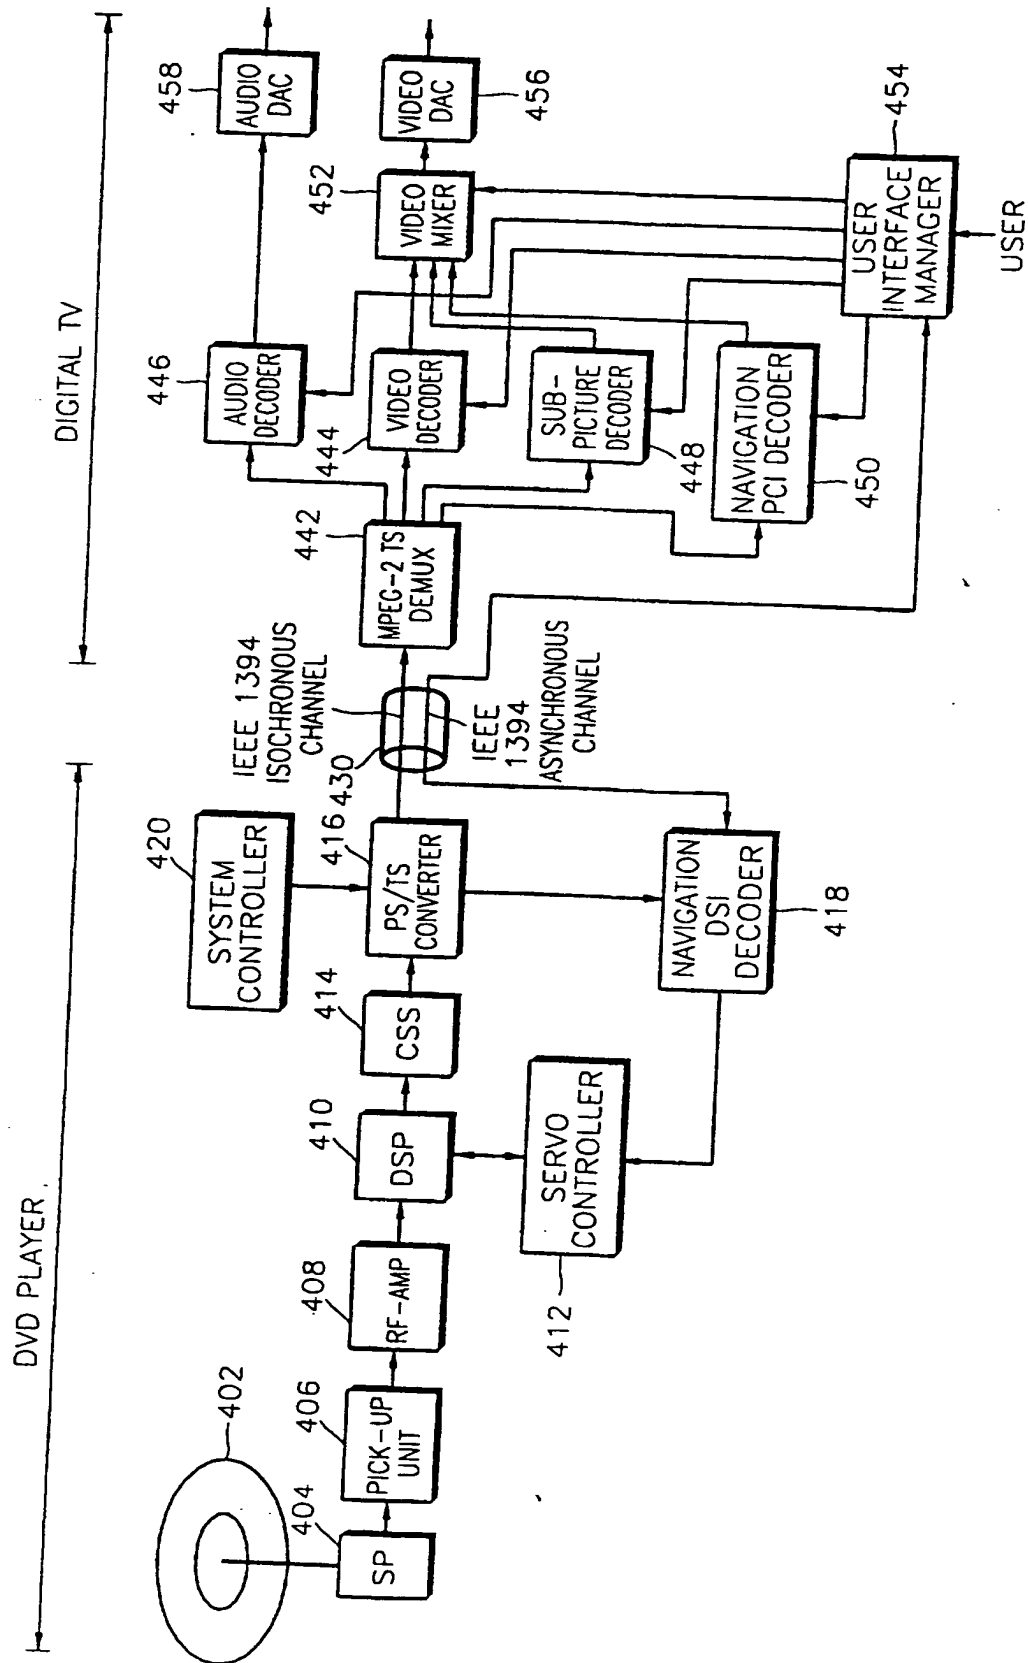 DVD PLAYER
DIGITAL TV
402
404
SP
406
PICK-UP
UNIT
408
RF-AMP
410
DSP
412
SERVO
CONTROLLER
414
CSS
420
SYSTEM
CONTROLLER
416
PS/TS
CONVERTER
418
NAVIGATION
DSI
DECODER
430
IEEE 1394
ISOCHRONOUS
CHANNEL
IEEE
1394
ASYNCHRONOUS
CHANNEL
442
MPEG-2 TS
DEMUX
446
AUDIO
DECODER
444
VIDEO
DECODER
448
SUB-
PICTURE
DECODER
450
NAVIGATION
PCI DECODER
452
VIDEO
MIXER
458
AUDIO
DAC
456
VIDEO
DAC
454
USER
INTERFACE
MANAGER
USER